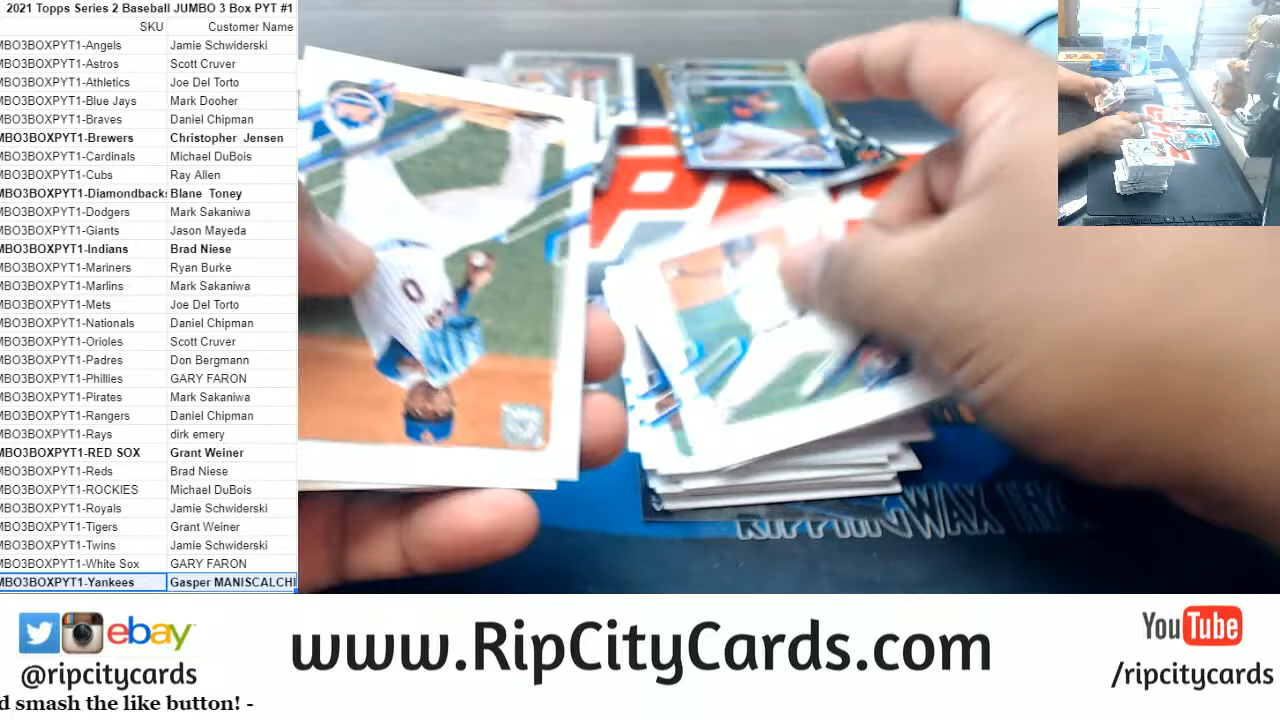 2021 Topps Series 2 Baseball JUMBO 3 Box PYT #1
SKU Customer Name
MBO3BOXPYT1-Angels Jamie Schwiderski
MBO3BOXPYT1-Astros Scott Cruver
MBO3BOXPYT1-Athletics Joe Del Torto
MBO3BOXPYT1-Blue Jays Mark Dooher
MBO3BOXPYT1-Braves Daniel Chipman
MBO3BOXPYT1-Brewers Christopher Jensen
MBO3BOXPYT1-Cardinals Michael DuBois
MBO3BOXPYT1-Cubs Ray Allen
MBO3BOXPYT1-Diamondbacks Blane Toney
MBO3BOXPYT1-Dodgers Mark Sakaniwa
MBO3BOXPYT1-Giants Jason Mayeda
MBO3BOXPYT1-Indians Brad Niese
MBO3BOXPYT1-Mariners Ryan Burke
MBO3BOXPYT1-Marlins Mark Sakaniwa
MBO3BOXPYT1-Mets Joe Del Torto
MBO3BOXPYT1-Nationals Daniel Chipman
MBO3BOXPYT1-Orioles Scott Cruver
MBO3BOXPYT1-Padres Don Bergmann
MBO3BOXPYT1-Phillies GARY FARON
MBO3BOXPYT1-Pirates Mark Sakaniwa
MBO3BOXPYT1-Rangers Daniel Chipman
MBO3BOXPYT1-Rays dirk emery
MBO3BOXPYT1-RED SOX Grant Weiner
MBO3BOXPYT1-Reds Brad Niese
MBO3BOXPYT1-ROCKIES Michael DuBois
MBO3BOXPYT1-Royals Jamie Schwiderski
MBO3BOXPYT1-Tigers Grant Weiner
MBO3BOXPYT1-Twins Jamie Schwiderski
MBO3BOXPYT1-White Sox GARY FARON
MBO3BOXPYT1-Yankees Gasper MANISCALCHI
0
RIPPINWAX
ebay
@ripcitycards
www.RipCityCards.com
YouTube
/ripcitycards
d smash the like button! -